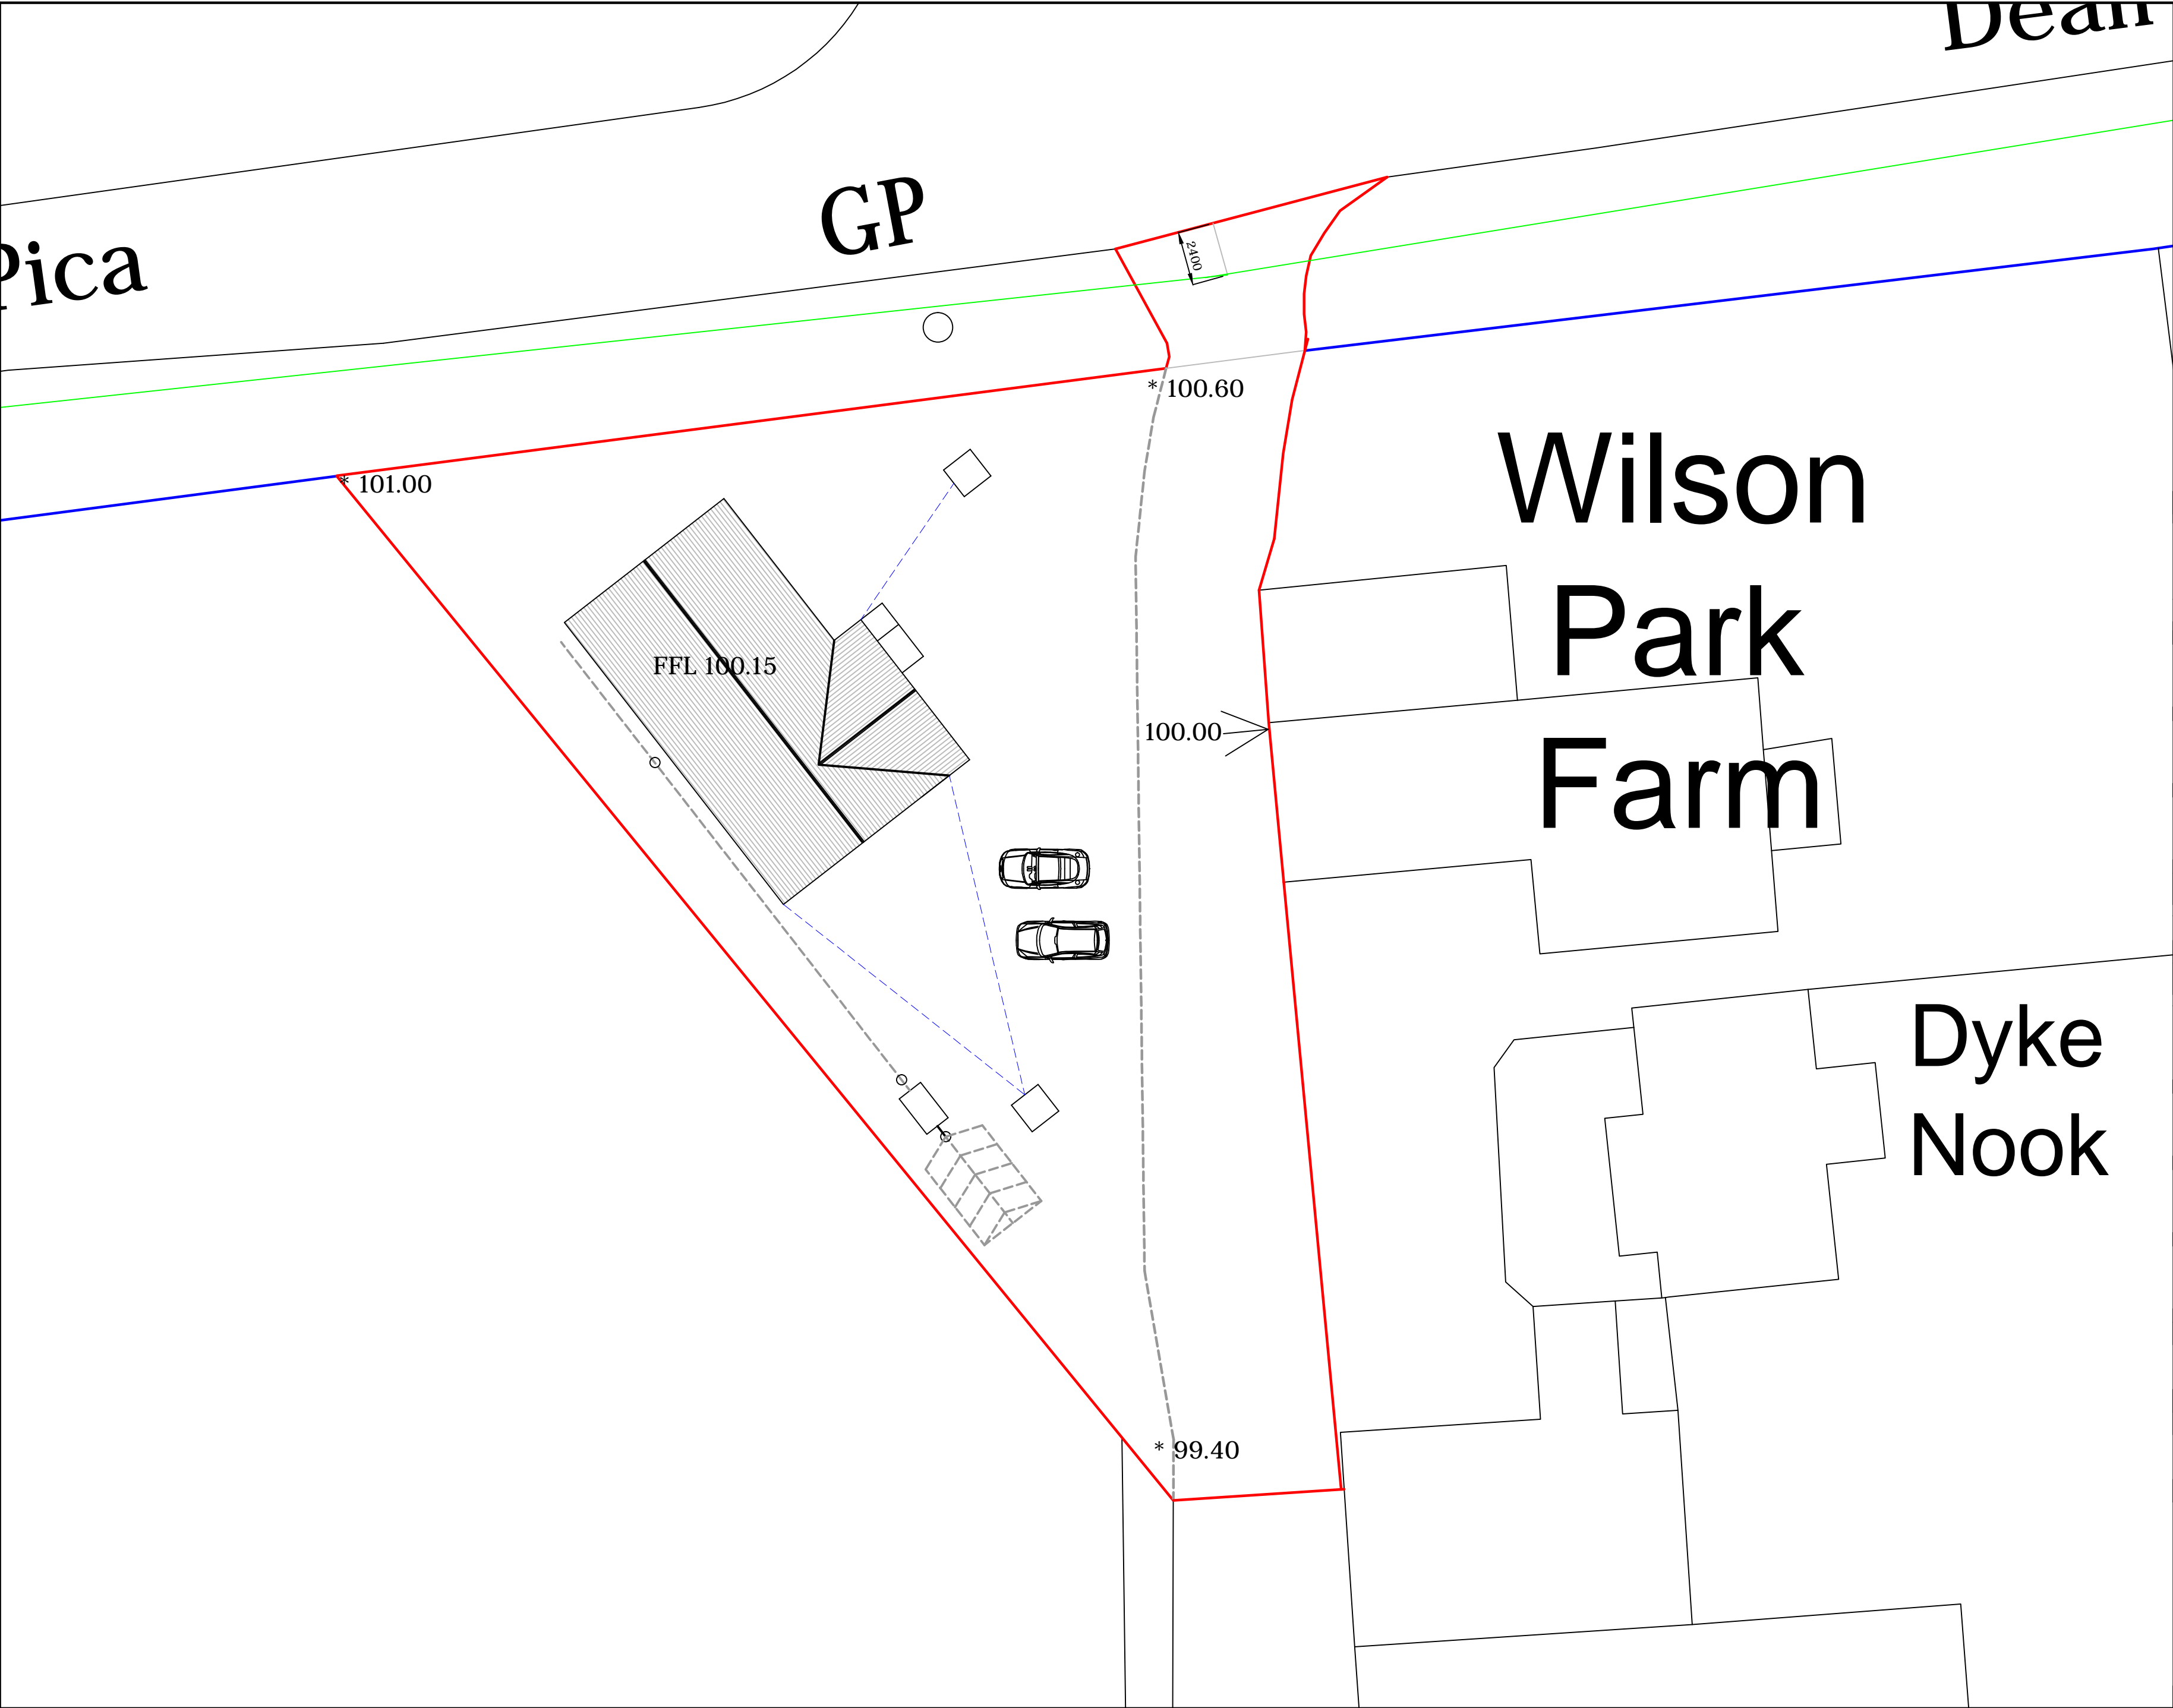 GP
Pica
2400
* 100.60
* 101.00
Wilson
Park
Farm
FFL 100.15
100.00
Dyke
Nook
* 99.40